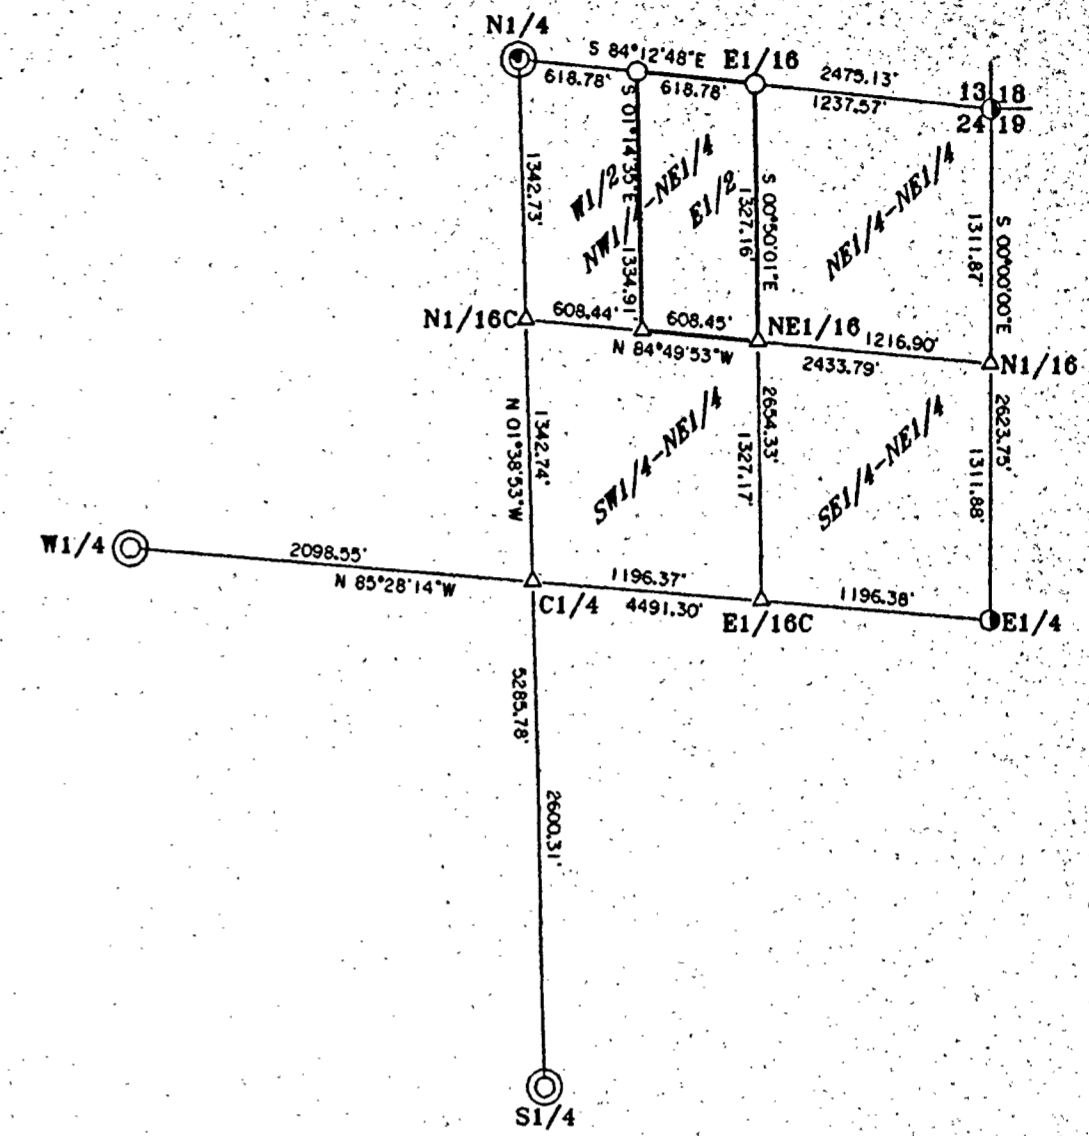 N1/4
S 84°12'48"E
E1/16
2475.13'
618.78'
618.78'
1237.57'
13 18
24 19
1342.73'
S 01°14'35"E
1334.91'
W1/2
NW1/4-NE1/4
E1/2
S 00°50'01"E
1327.16'
NE1/4-NE1/4
S 00°00'00"E
1311.87'
N1/16C
608.44'
608.45'
NE1/16
1216.90'
N1/16
N 84°49'53"W
2433.79'
N 01°38'53"W
1342.74'
SW1/4-NE1/4
2654.33'
1327.17'
SE1/4-NE1/4
2623.75'
1311.88'
W1/4
2098.55'
N 85°28'14"W
C1/4
1196.37'
4491.30'
E1/16C
1196.38'
E1/4
5285.78'
2600.31'
S1/4